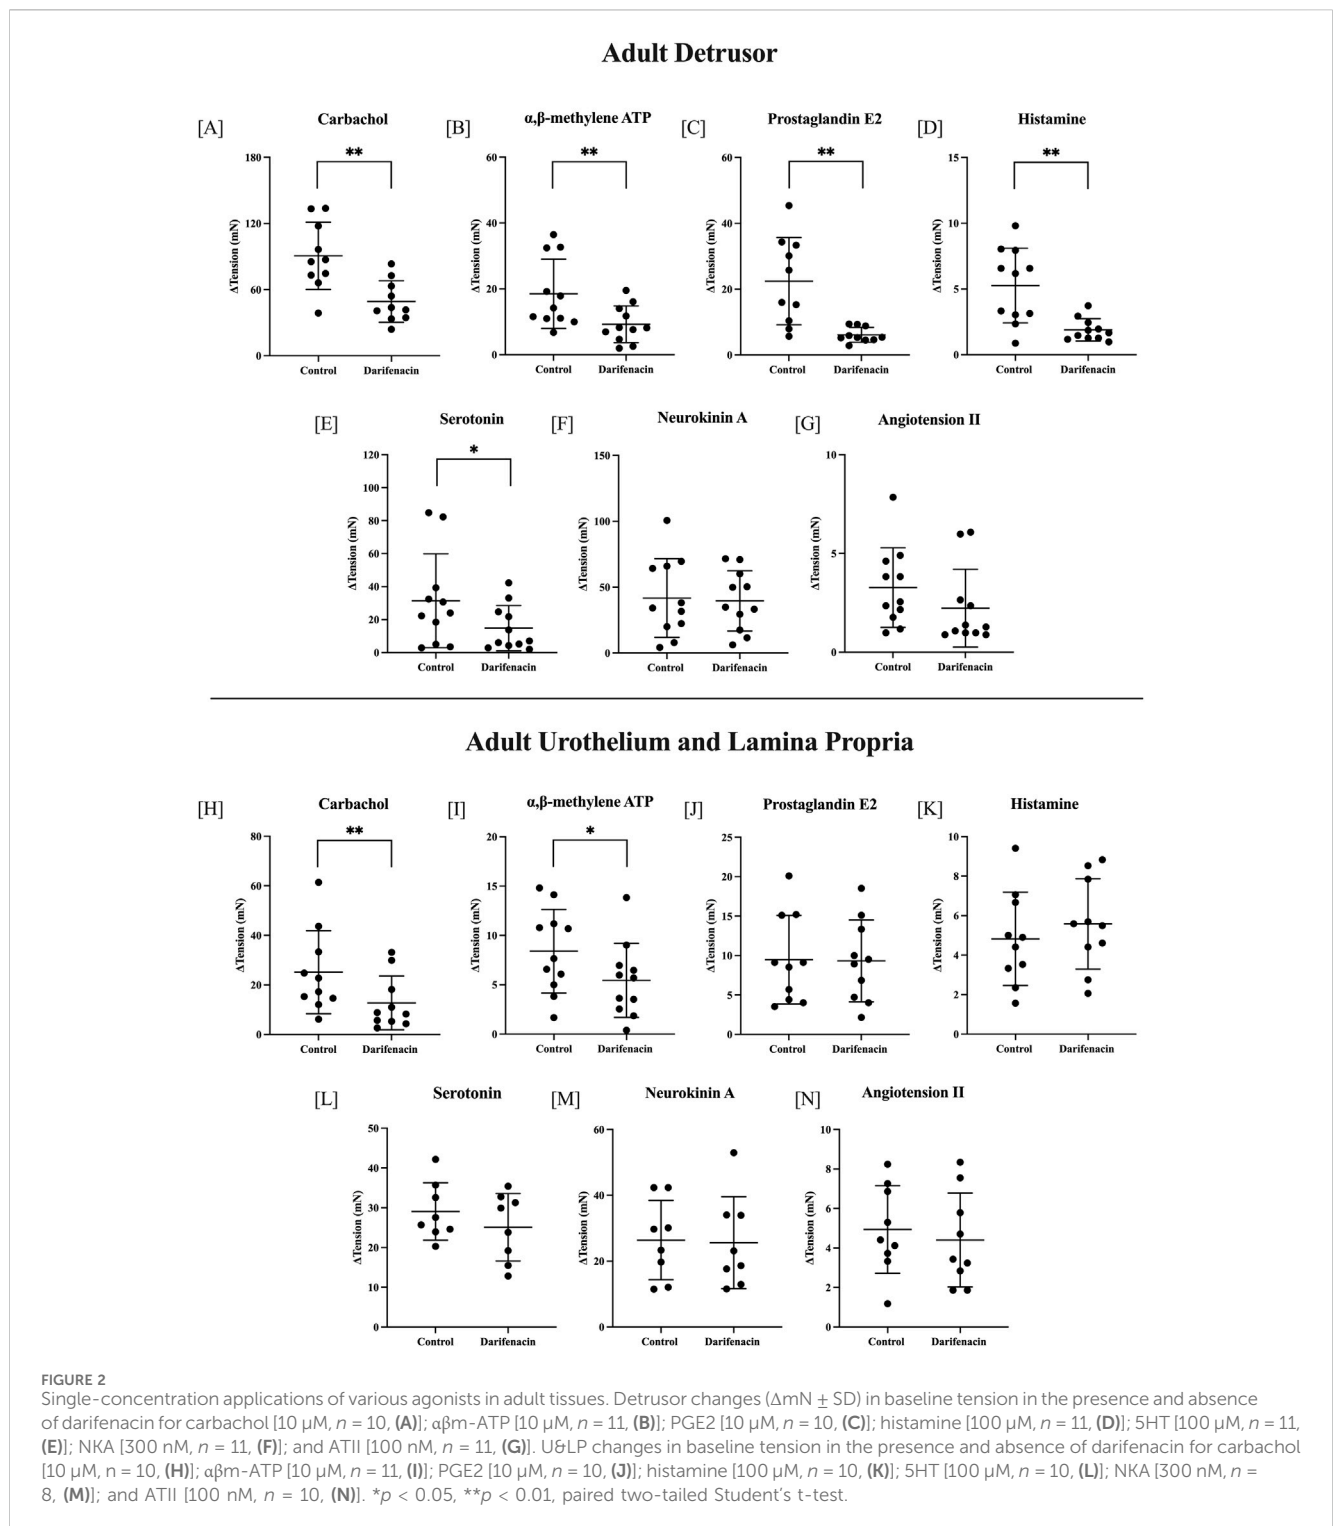 Adult Detrusor
[A] Carbachol
**
180
120
60
0
ΔTension (mN)
Control Darifenacin
[B] α,β-methylene ATP
**
60
40
20
0
ΔTension (mN)
Control Darifenacin
[C] Prostaglandin E2
**
60
40
20
0
ΔTension (mN)
Control Darifenacin
[D] Histamine
**
15
10
5
0
ΔTension (mN)
Control Darifenacin
[E] Serotonin
*
120
100
80
60
40
20
0
ΔTension (mN)
Control Darifenacin
[F] Neurokinin A
150
100
50
0
ΔTension (mN)
Control Darifenacin
[G] Angiotension II
10
5
0
ΔTension (mN)
Control Darifenacin
Adult Urothelium and Lamina Propria
[H] Carbachol
**
80
60
40
20
0
ΔTension (mN)
Control Darifenacin
[I] α,β-methylene ATP
*
20
15
10
5
0
ΔTension (mN)
Control Darifenacin
[J] Prostaglandin E2
25
20
15
10
5
0
ΔTension (mN)
Control Darifenacin
[K] Histamine
10
8
6
4
2
0
ΔTension (mN)
Control Darifenacin
[L] Serotonin
50
40
30
20
10
0
ΔTension (mN)
Control Darifenacin
[M] Neurokinin A
60
40
20
0
ΔTension (mN)
Control Darifenacin
[N] Angiotension II
10
8
6
4
2
0
ΔTension (mN)
Control Darifenacin
FIGURE 2
Single-concentration applications of various agonists in adult tissues. Detrusor changes (ΔmN ± SD) in baseline tension in the presence and absence
of darifenacin for carbachol [10 μM, n = 10, (A)]; αβm-ATP [10 μM, n = 11, (B)]; PGE2 [10 μM, n = 10, (C)]; histamine [100 μM, n = 11, (D)]; 5HT [100 μM, n = 11,
(E)]; NKA [300 nM, n = 11, (F)]; and ATII [100 nM, n = 11, (G)]. U&LP changes in baseline tension in the presence and absence of darifenacin for carbachol
[10 μM, n = 10, (H)]; αβm-ATP [10 μM, n = 11, (I)]; PGE2 [10 μM, n = 10, (J)]; histamine [100 μM, n = 10, (K)]; 5HT [100 μM, n = 10, (L)]; NKA [300 nM, n =
8, (M)]; and ATII [100 nM, n = 10, (N)]. *p < 0.05, **p < 0.01, paired two-tailed Student's t-test.